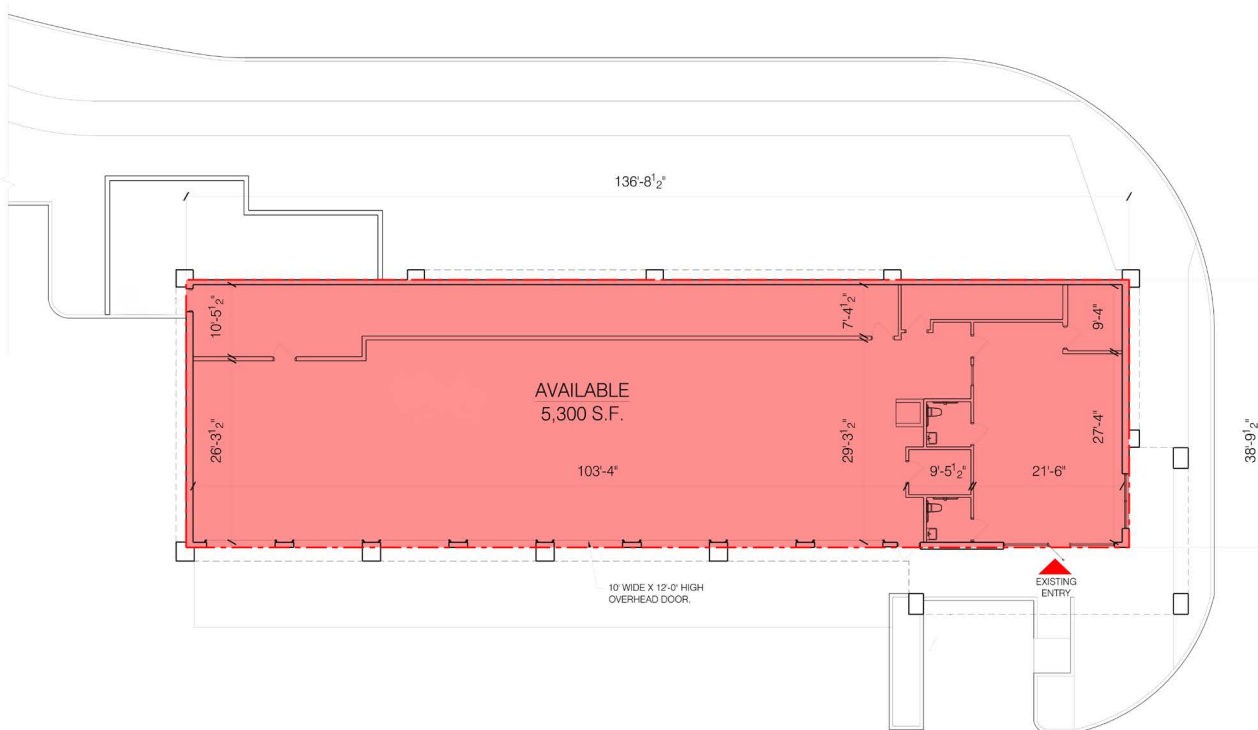 136'-8½"
10'-5½"
7'-4½"
9'-4"
AVAILABLE
5,300 S.F.
26'-3½"
29'-3½"
27'-4"
38'-9½"
103'-4"
9'-5½"
21'-6"
10' WIDE X 12'-0" HIGH
OVERHEAD DOOR.
EXISTING
ENTRY